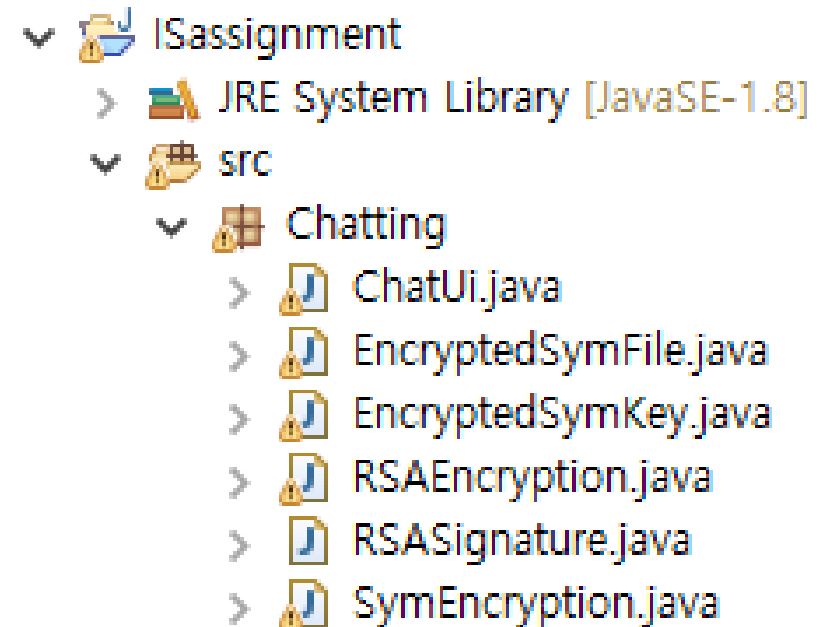 ISassignment
JRE System Library [JavaSE-1.8]
src
Chatting
ChatUi.java
EncryptedSymFile.java
EncryptedSymKey.java
RSAEncryption.java
RSASignature.java
SymEncryption.java